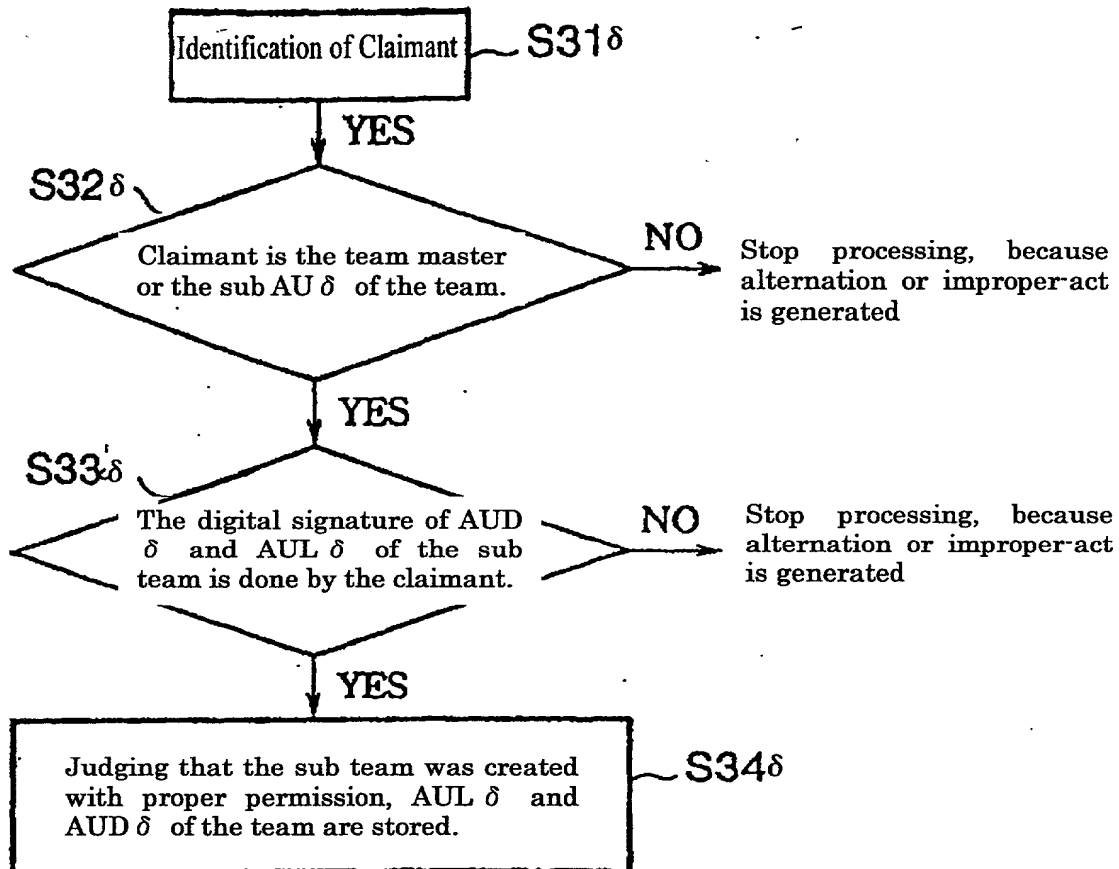 Identification of Claimant
S31δ
YES
S32δ
Claimant is the team master
or the sub AU δ of the team.
NO
Stop processing, because
alternation or improper-act
is generated
YES
S33δ
The digital signature of AUD
δ and AUL δ of the sub
team is done by the claimant.
NO
Stop processing, because
alternation or improper-act
is generated
YES
Judging that the sub team was created
with proper permission, AUL δ and
AUD δ of the team are stored.
S34δ